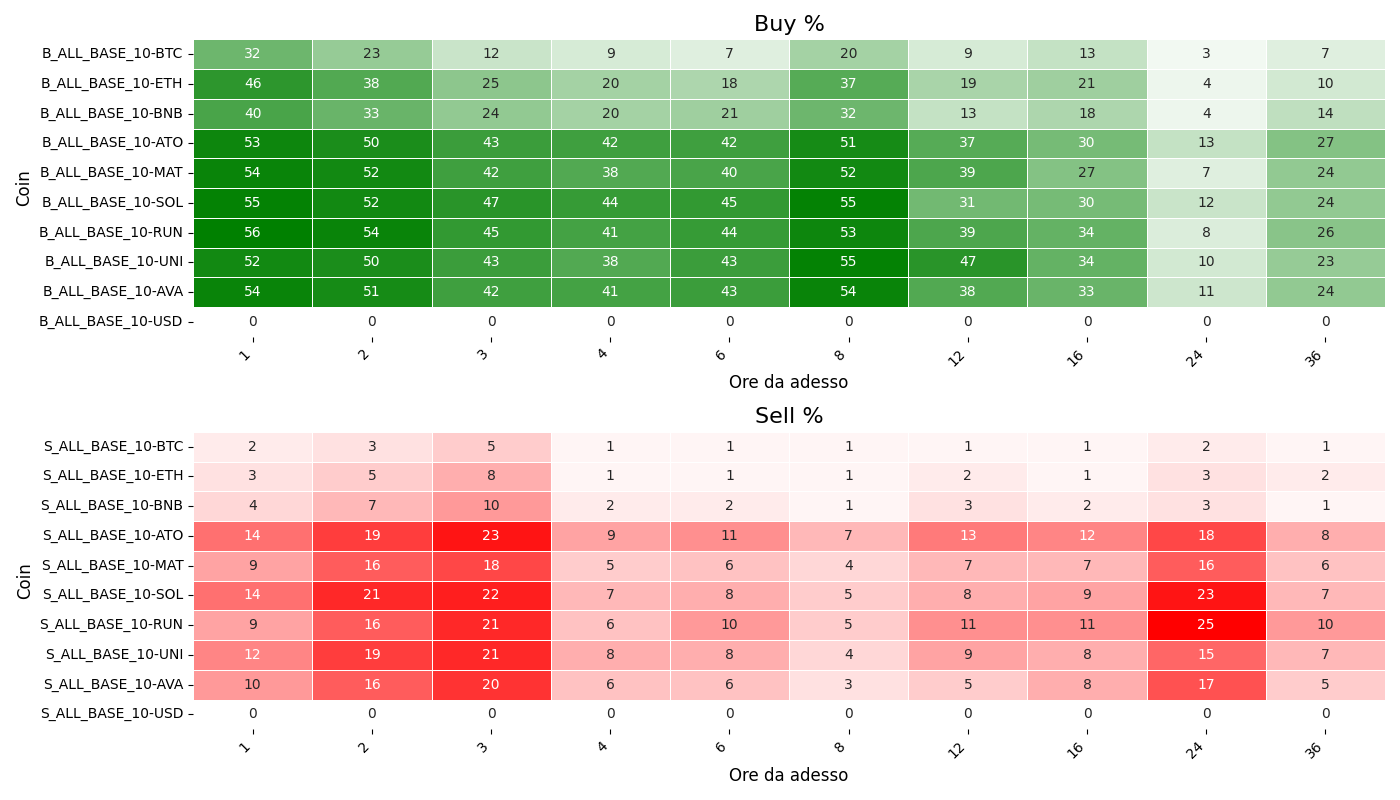 Buy %
B_ALL_BASE_10-BTC 32 23 12 9 7 20 9 13 3 7
B_ALL_BASE_10-ETH 46 38 25 20 18 37 19 21 4 10
B_ALL_BASE_10-BNB 40 33 24 20 21 32 13 18 4 14
B_ALL_BASE_10-ATO 53 50 43 42 42 51 37 30 13 27
B_ALL_BASE_10-MAT 54 52 42 38 40 52 39 27 7 24
B_ALL_BASE_10-SOL 55 52 47 44 45 55 31 30 12 24
B_ALL_BASE_10-RUN 56 54 45 41 44 53 39 34 8 26
B_ALL_BASE_10-UNI 52 50 43 38 43 55 47 34 10 23
B_ALL_BASE_10-AVA 54 51 42 41 43 54 38 33 11 24
B_ALL_BASE_10-USD 0 0 0 0 0 0 0 0 0 0
Coin
1 2 3 4 6 8 12 16 24 36
Ore da adesso
Sell %
S_ALL_BASE_10-BTC 2 3 5 1 1 1 1 1 2 1
S_ALL_BASE_10-ETH 3 5 8 1 1 1 2 1 3 2
S_ALL_BASE_10-BNB 4 7 10 2 2 1 3 2 3 1
S_ALL_BASE_10-ATO 14 19 23 9 11 7 13 12 18 8
S_ALL_BASE_10-MAT 9 16 18 5 6 4 7 7 16 6
S_ALL_BASE_10-SOL 14 21 22 7 8 5 8 9 23 7
S_ALL_BASE_10-RUN 9 16 21 6 10 5 11 11 25 10
S_ALL_BASE_10-UNI 12 19 21 8 8 4 9 8 15 7
S_ALL_BASE_10-AVA 10 16 20 6 6 3 5 8 17 5
S_ALL_BASE_10-USD 0 0 0 0 0 0 0 0 0 0
Coin
1 2 3 4 6 8 12 16 24 36
Ore da adesso